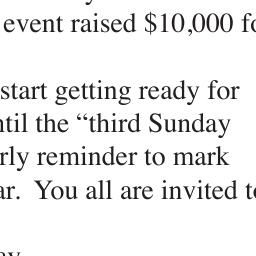 event raised $10,000 fo
start getting ready for
ntil the “third Sunday
rly reminder to mark
ar.  You all are invited t